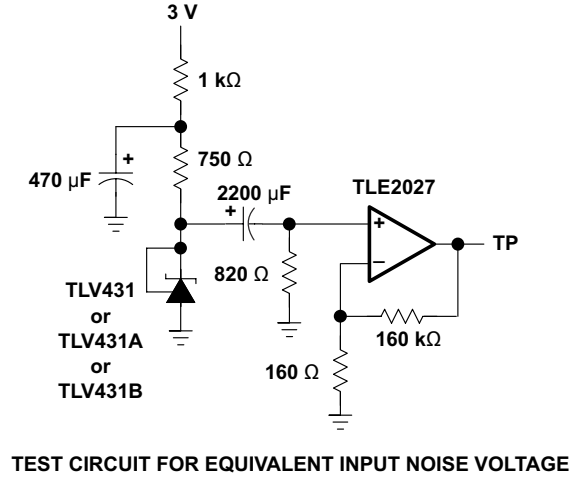 3 V
1 kΩ
470 µF
+
750 Ω
2200 µF
+
820 Ω
TLE2027
+
−
TP
160 kΩ
160 Ω
TLV431
or
TLV431A
or
TLV431B
TEST CIRCUIT FOR EQUIVALENT INPUT NOISE VOLTAGE